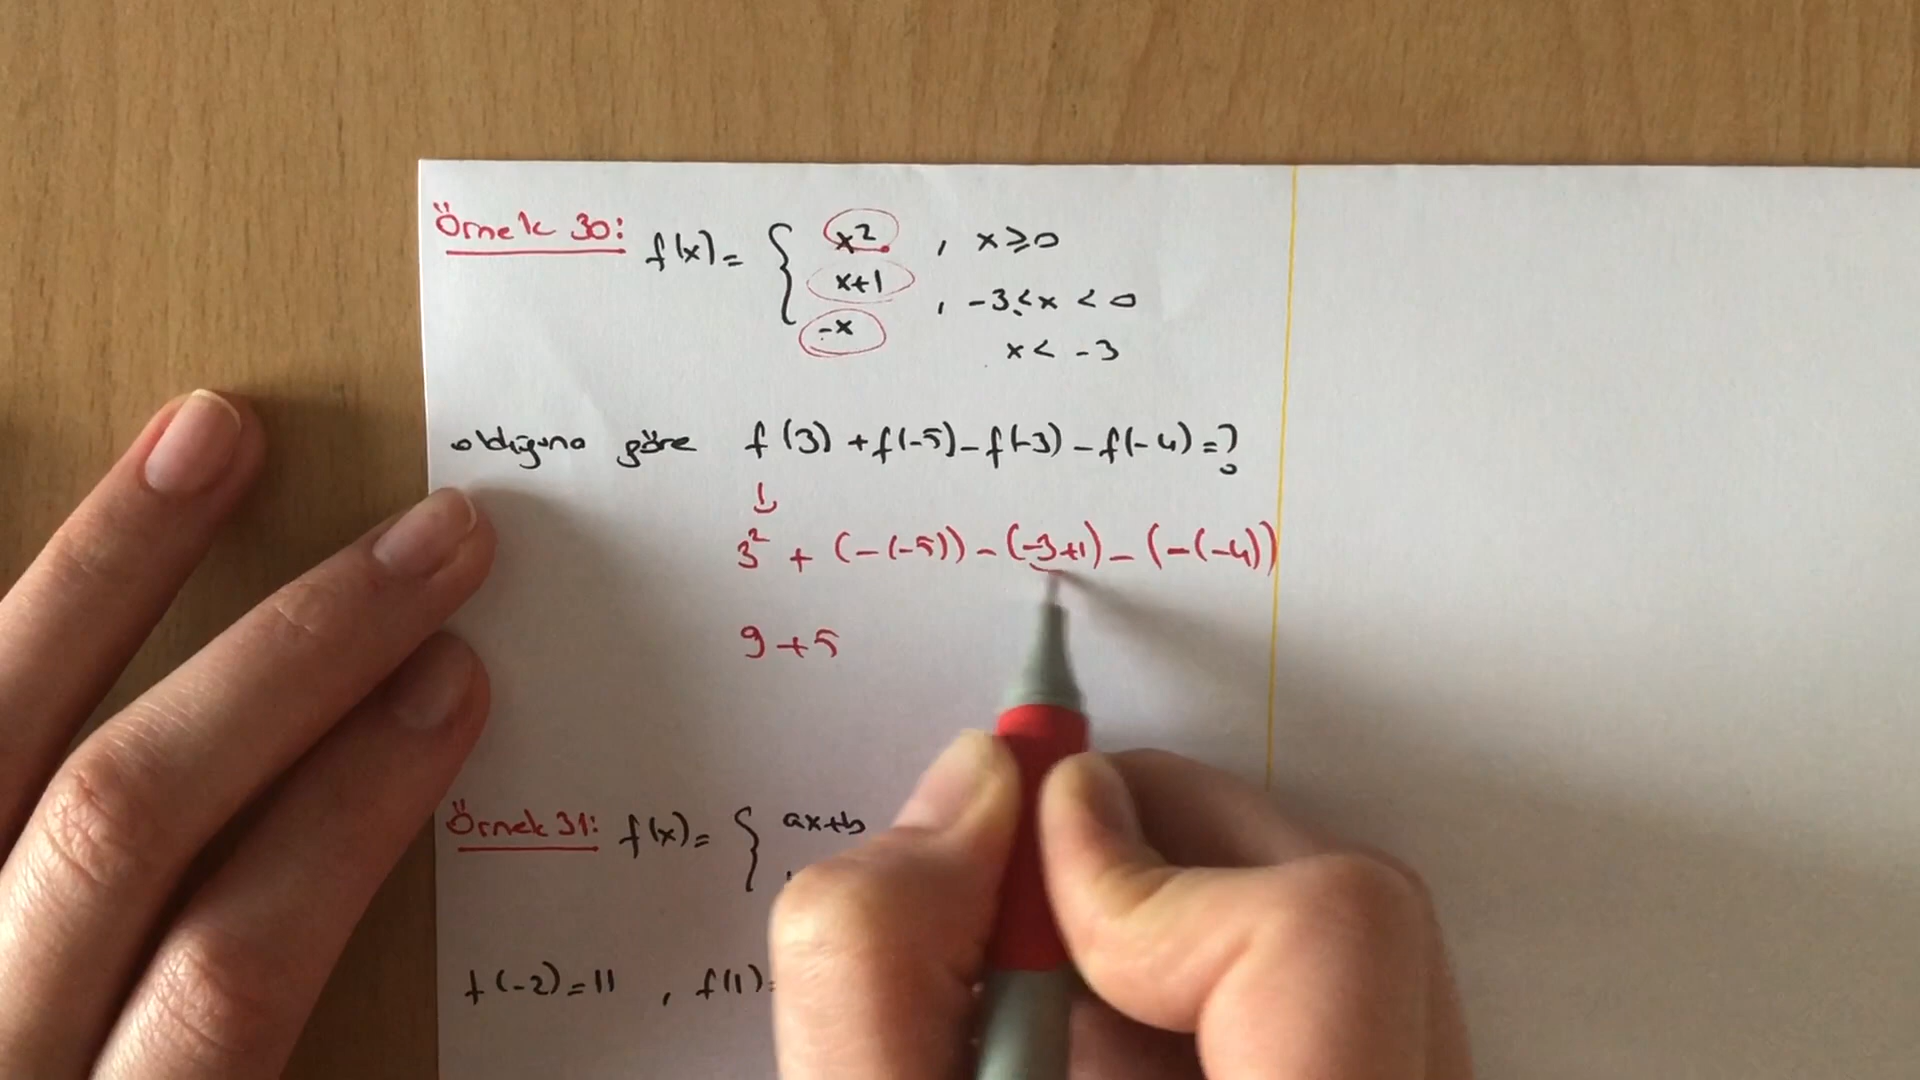 Örnek 30: f(x) = { x² , x ≥ 0
x+1 , -3 < x < 0
-x x < -3
olduğuna göre f(3) + f(-5) - f(-3) - f(-4) = ?
3² + (-(-5)) - (-3+1) - (-(-4))
9 + 5
Örnek 31: f(x) = { ax+b
f(-2) = 11 , f(1) =